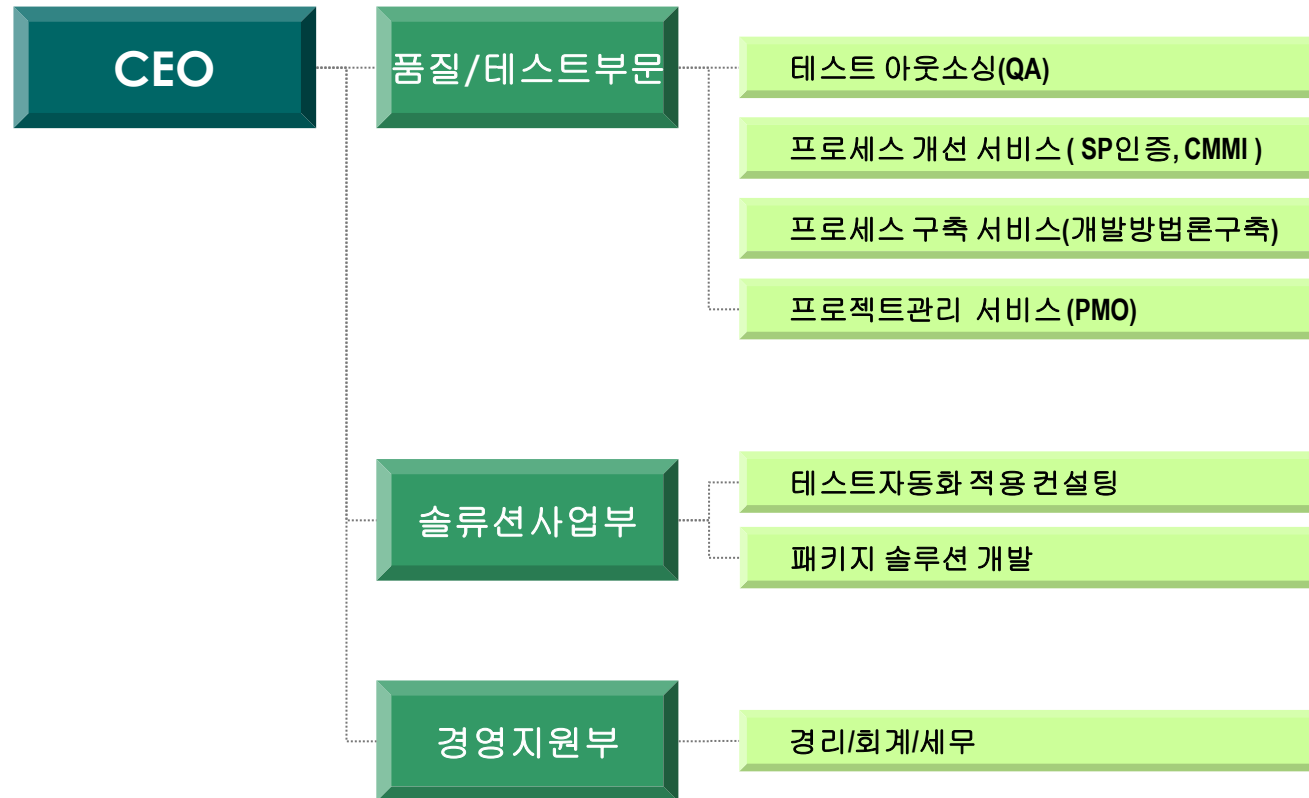 CEO
품질/테스트부문
테스트 아웃소싱(QA)
프로세스 개선 서비스 ( SP인증, CMMI )
프로세스 구축 서비스(개발방법론구축)
프로젝트관리 서비스 (PMO)
솔류션사업부
테스트자동화 적용 컨설팅
패키지 솔루션 개발
경영지원부
경리/회계/세무